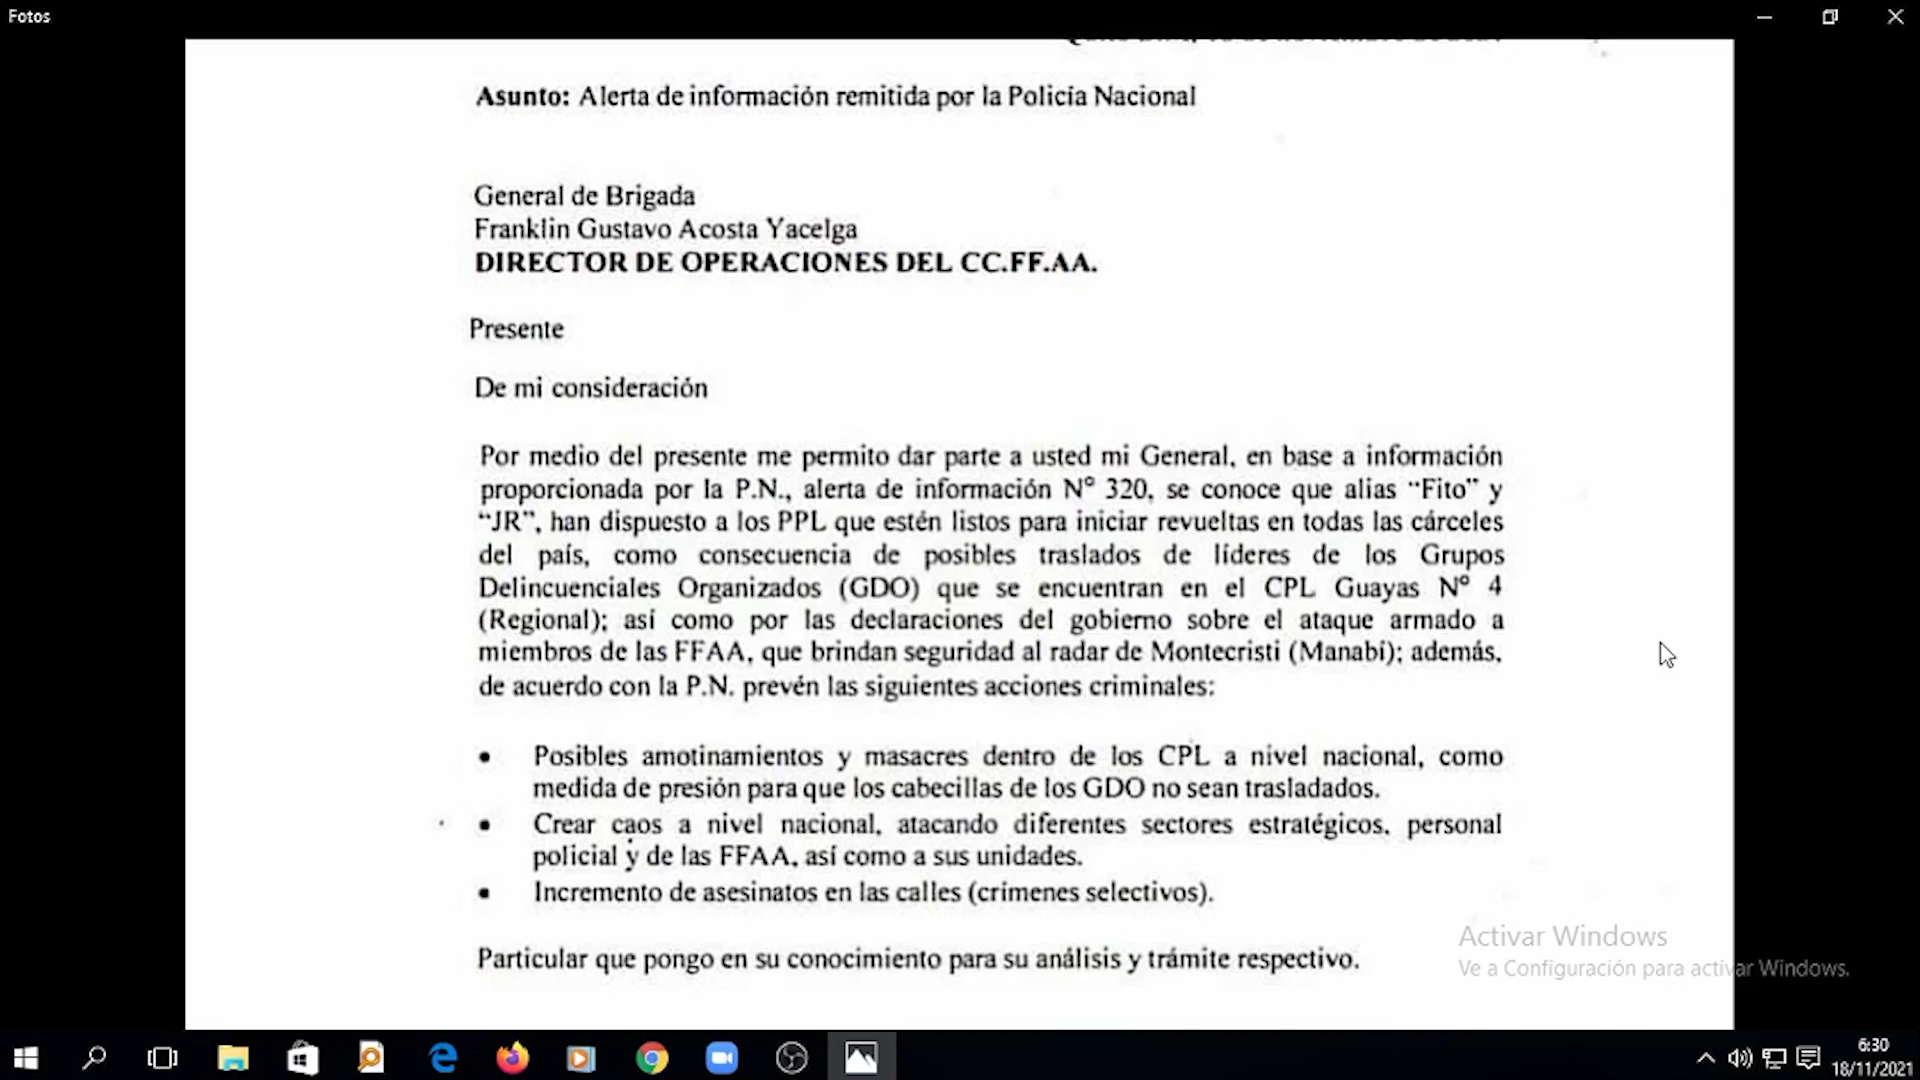 Fotos
Asunto: Alerta de información remitida por la Policía Nacional
General de Brigada
Franklin Gustavo Acosta Yacelga
DIRECTOR DE OPERACIONES DEL CC.FF.AA.
Presente
De mi consideración
Por medio del presente me permito dar parte a usted mi General, en base a información
proporcionada por la P.N., alerta de información Nº 320, se conoce que alias “Fito” y
“JR”, han dispuesto a los PPL que estén listos para iniciar revueltas en todas las cárceles
del país, como consecuencia de posibles traslados de líderes de los Grupos
Delincuenciales Organizados (GDO) que se encuentran en el CPL Guayas Nº 4
(Regional); así como por las declaraciones del gobierno sobre el ataque armado a
miembros de las FFAA, que brindan seguridad al radar de Montecristi (Manabí); además,
de acuerdo con la P.N. prevén las siguientes acciones criminales:
• Posibles amotinamientos y masacres dentro de los CPL a nivel nacional, como
medida de presión para que los cabecillas de los GDO no sean trasladados.
• Crear caos a nivel nacional, atacando diferentes sectores estratégicos, personal
policial y de las FFAA, así como a sus unidades.
• Incremento de asesinatos en las calles (crímenes selectivos).
Particular que pongo en su conocimiento para su análisis y trámite respectivo.
Activar Windows
Ve a Configuración para activar Windows.
6:30
18/11/2021